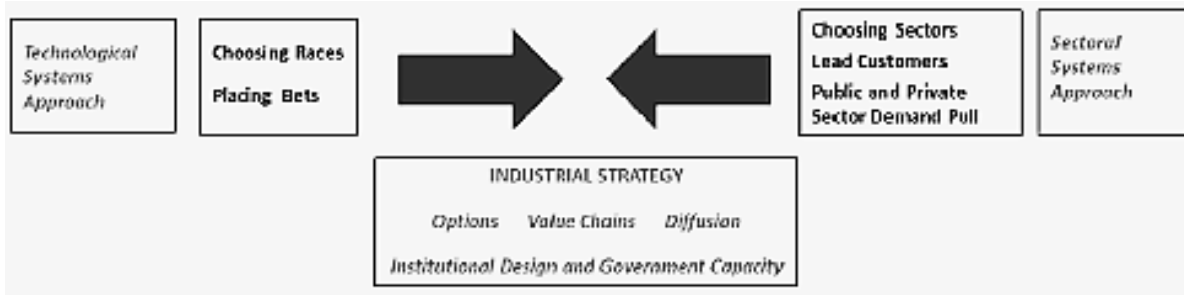 Technological
Systems
Approach
Choosing Races
Placing Bets
Choosing Sectors
Lead Customers
Public and Private
Sector Demand Pull
Sectoral
Systems
Approach
INDUSTRIAL STRATEGY
Options Value Chains Diffusion
Institutional Design and Government Capacity